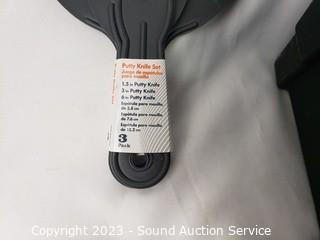 Putty Knife Set
Juego de espátulas
para masilla
1.5 in Putty Knife
3 in Putty Knife
6 in Putty Knife
Espátula para masilla
de 3.8 cm
Espátula para masilla
de 7.6 cm
Espátula para masilla
de 15.2 cm
3
Pack
Copyright 2023 - Sound Auction Service